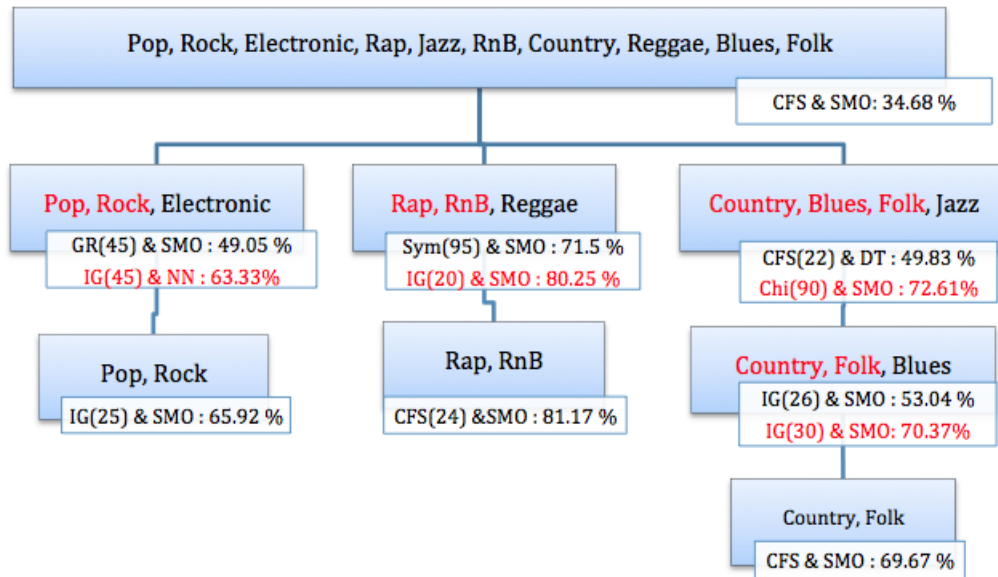 Pop, Rock, Electronic, Rap, Jazz, RnB, Country, Reggae, Blues, Folk
CFS & SMO: 34.68 %
Pop, Rock, Electronic
GR(45) & SMO : 49.05 %
IG(45) & NN : 63.33%
Rap, RnB, Reggae
Sym(95) & SMO : 71.5 %
IG(20) & SMO : 80.25 %
Country, Blues, Folk, Jazz
CFS(22) & DT : 49.83 %
Chi(90) & SMO : 72.61%
Pop, Rock
IG(25) & SMO : 65.92 %
Rap, RnB
CFS(24) &SMO : 81.17 %
Country, Folk, Blues
IG(26) & SMO : 53.04 %
IG(30) & SMO: 70.37%
Country, Folk
CFS & SMO : 69.67 %